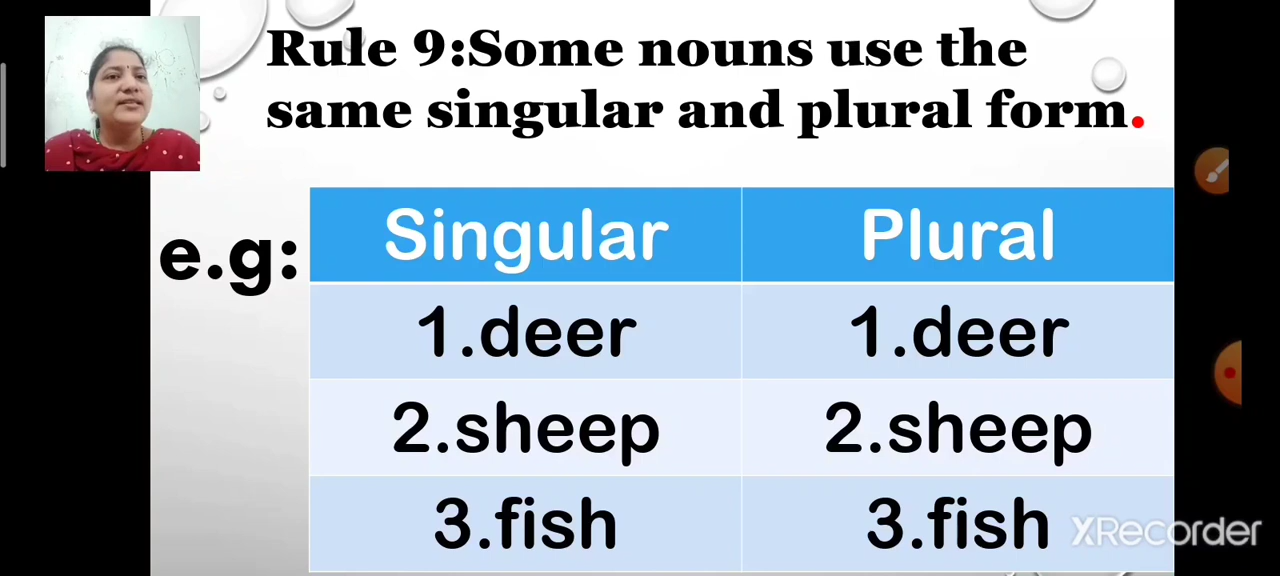 Rule 9:Some nouns use the
same singular and plural form.
e.g:
Singular Plural
1.deer 1.deer
2.sheep 2.sheep
3.fish 3.fish
XRecorder